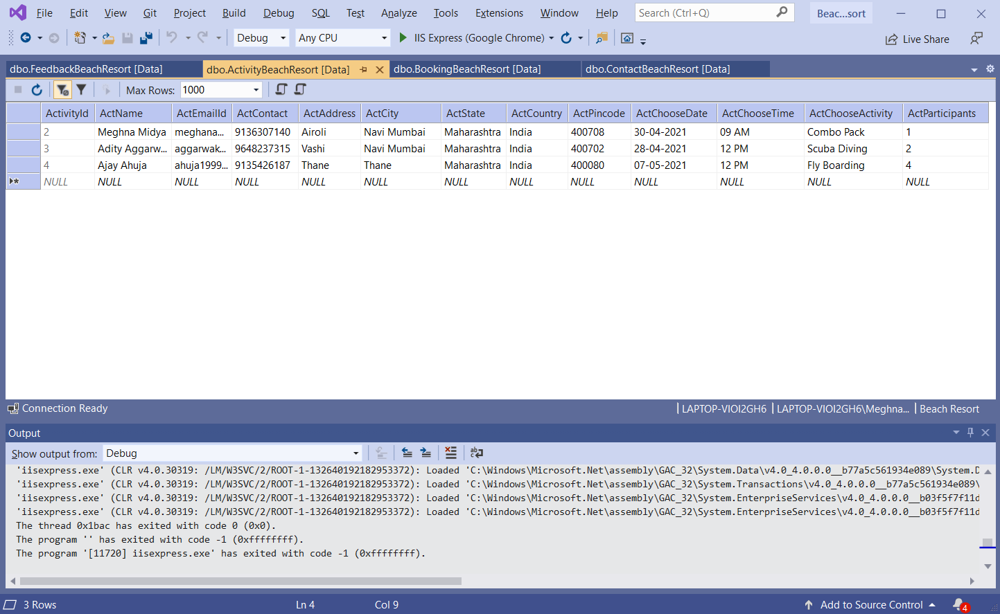 File Edit View Git Project Build Debug SQL Test Analyze Tools Extensions Window Help Search (Ctrl+Q) Beac...sort
Debug Any CPU IIS Express (Google Chrome) Live Share
dbo.FeedbackBeachResort [Data] dbo.ActivityBeachResort [Data] dbo.BookingBeachResort [Data] dbo.ContactBeachResort [Data]
Max Rows: 1000
ActivityId ActName ActEmailId ActContact ActAddress ActCity ActState ActCountry ActPincode ActChooseDate ActChooseTime ActChooseActivity ActParticipants
2 Meghna Midya meghana... 9136307140 Airoli Navi Mumbai Maharashtra India 400708 30-04-2021 09 AM Combo Pack 1
3 Adity Aggarw... aggarwak... 9648237315 Vashi Navi Mumbai Maharashtra India 400702 28-04-2021 12 PM Scuba Diving 2
4 Ajay Ahuja ahuja1999... 9135426187 Thane Thane Maharashtra India 400080 07-05-2021 12 PM Fly Boarding 4
NULL NULL NULL NULL NULL NULL NULL NULL NULL NULL NULL NULL NULL
Connection Ready LAPTOP-VIOI2GH6 LAPTOP-VIOI2GH6\Meghna... Beach Resort
Output
Show output from: Debug
'iisexpress.exe' (CLR v4.0.30319: /LM/W3SVC/2/ROOT-1-132640192182953372): Loaded 'C:\Windows\Microsoft.Net\assembly\GAC_32\System.Data\v4.0_4.0.0.0__b77a5c561934e089\System.D
'iisexpress.exe' (CLR v4.0.30319: /LM/W3SVC/2/ROOT-1-132640192182953372): Loaded 'C:\Windows\Microsoft.Net\assembly\GAC_32\System.Transactions\v4.0_4.0.0.0__b77a5c561934e089\
'iisexpress.exe' (CLR v4.0.30319: /LM/W3SVC/2/ROOT-1-132640192182953372): Loaded 'C:\Windows\Microsoft.Net\assembly\GAC_32\System.EnterpriseServices\v4.0_4.0.0.0__b03f5f7f11d
'iisexpress.exe' (CLR v4.0.30319: /LM/W3SVC/2/ROOT-1-132640192182953372): Loaded 'C:\Windows\Microsoft.Net\assembly\GAC_32\System.EnterpriseServices\v4.0_4.0.0.0__b03f5f7f11d
The thread 0x1bac has exited with code 0 (0x0).
The program '' has exited with code -1 (0xffffffff).
The program '[11720] iisexpress.exe' has exited with code -1 (0xffffffff).
3 Rows Ln 4 Col 9 Add to Source Control 4